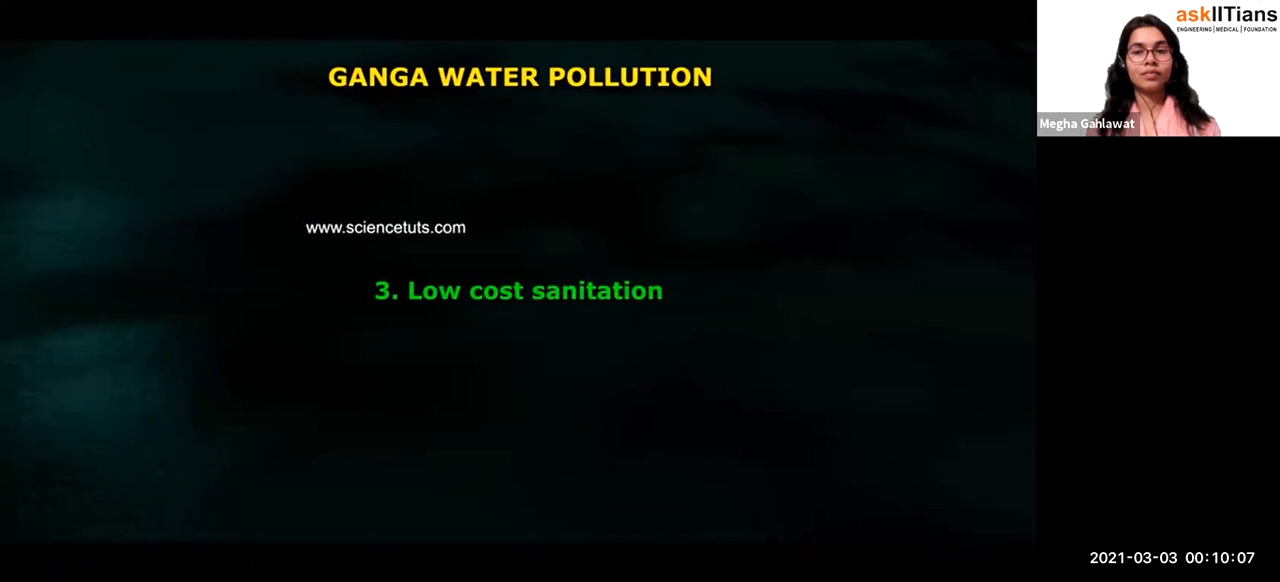 GANGA WATER POLLUTION
www.sciencetuts.com
3. Low cost sanitation
askIITians
ENGINEERING | MEDICAL | FOUNDATION
Megha Gahlawat
2021-03-03 00:10:07